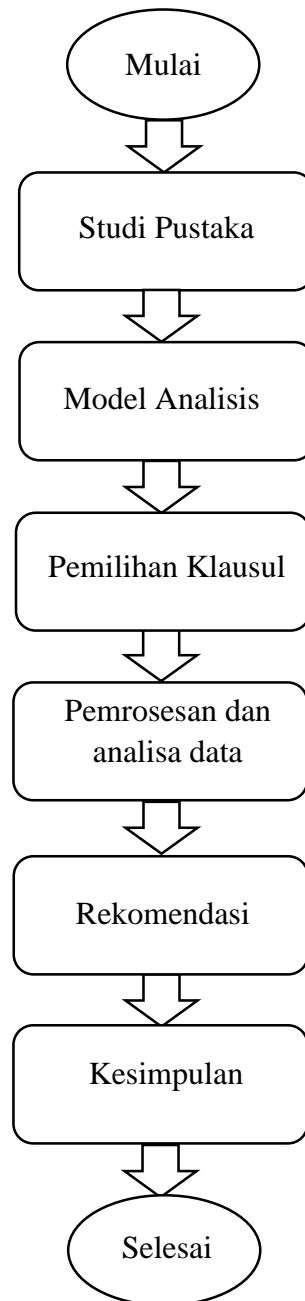 Mulai
Studi Pustaka
Model Analisis
Pemilihan Klausul
Pemrosesan dan
analisa data
Rekomendasi
Kesimpulan
Selesai